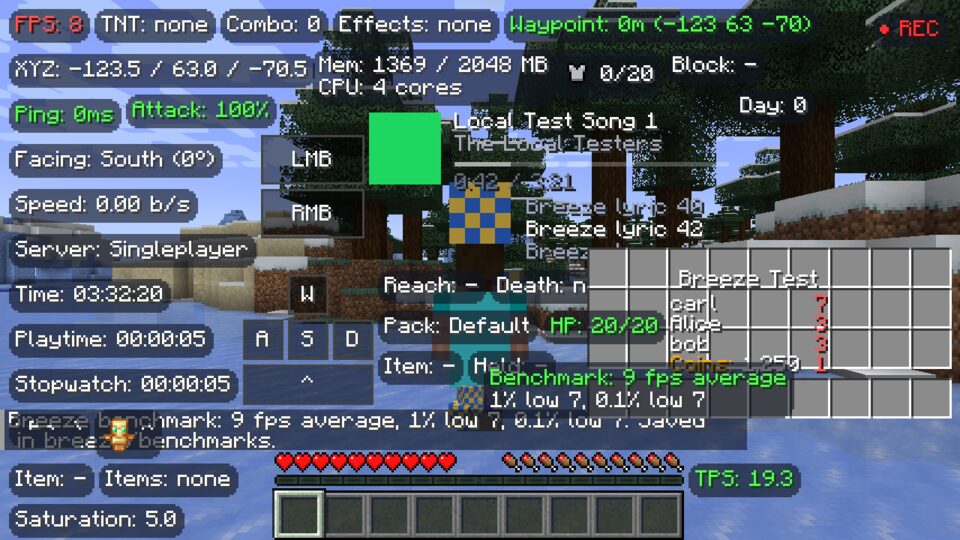 FPS: 8
TNT: none
Combo: 0
Effects: none
Waypoint: 0m (-123 63 -70)
REC
XYZ: -123.5 / 63.0 / -70.5
Mem: 1369 / 2048 MB
CPU: 4 cores
0/20
Block: -
Ping: 0ms
Attack: 100%
Day: 0
Local Test Song 1
The Local Testers
0:42 / 3:21
Facing: South (0°)
LMB
RMB
Speed: 0.00 b/s
Breeze lyric 40
Breeze lyric 42
Breeze
Server: Singleplayer
Time: 03:32:20
W
Reach: -
Death: n
Breeze Test
carl 7
Alice 3
bob 3
Coins: 1,250 1
Playtime: 00:00:05
A
S
D
Pack: Default
HP: 20/20
Item: -
Held: -
Stopwatch: 00:00:05
^
Benchmark: 9 fps average
1% low 7, 0.1% low 7
Breeze benchmark: 9 fps average, 1% low 7, 0.1% low 7. Saved
in breeze-benchmarks.
Item: -
Items: none
TPS: 19.3
Saturation: 5.0